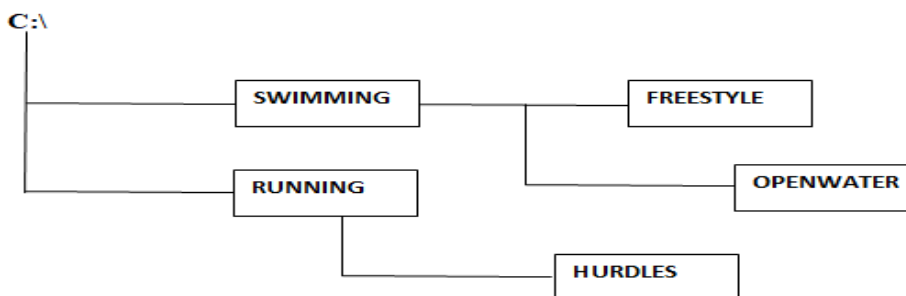 C:\
SWIMMING
FREESTYLE
RUNNING
OPENWATER
HURDLES